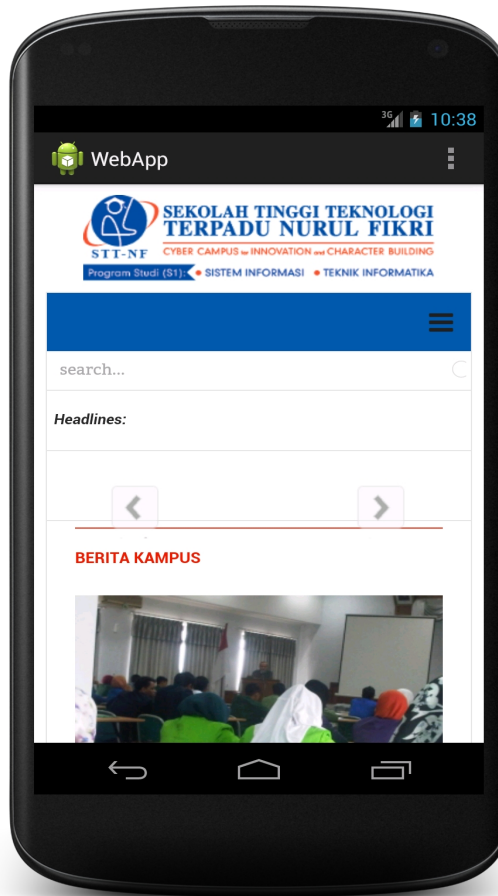 3G 10:38
WebApp
SEKOLAH TINGGI TEKNOLOGI
TERPADU NURUL FIKRI
STT-NF
CYBER CAMPUS for INNOVATION and CHARACTER BUILDING
Program Studi (S1): • SISTEM INFORMASI • TEKNIK INFORMATIKA
search...
Headlines:
BERITA KAMPUS